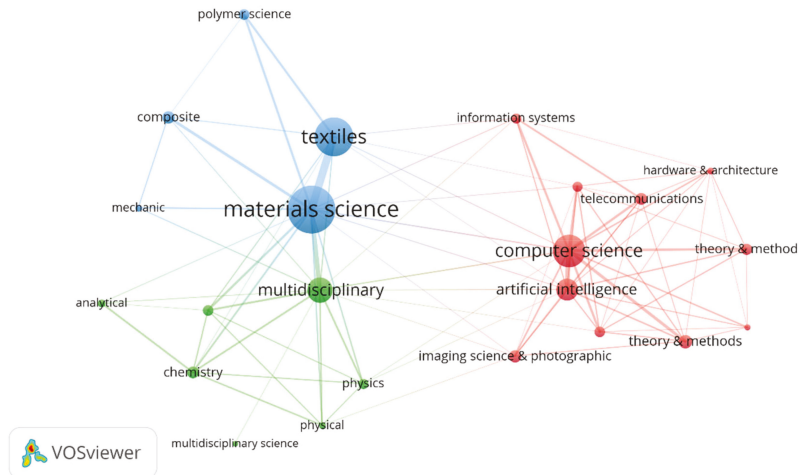 polymer science
composite
textiles
information systems
hardware & architecture
telecommunications
mechanic
materials science
computer science
theory & method
multidisciplinary
artificial intelligence
analytical
theory & methods
imaging science & photographic
chemistry
physics
physical
multidisciplinary science
VOSviewer